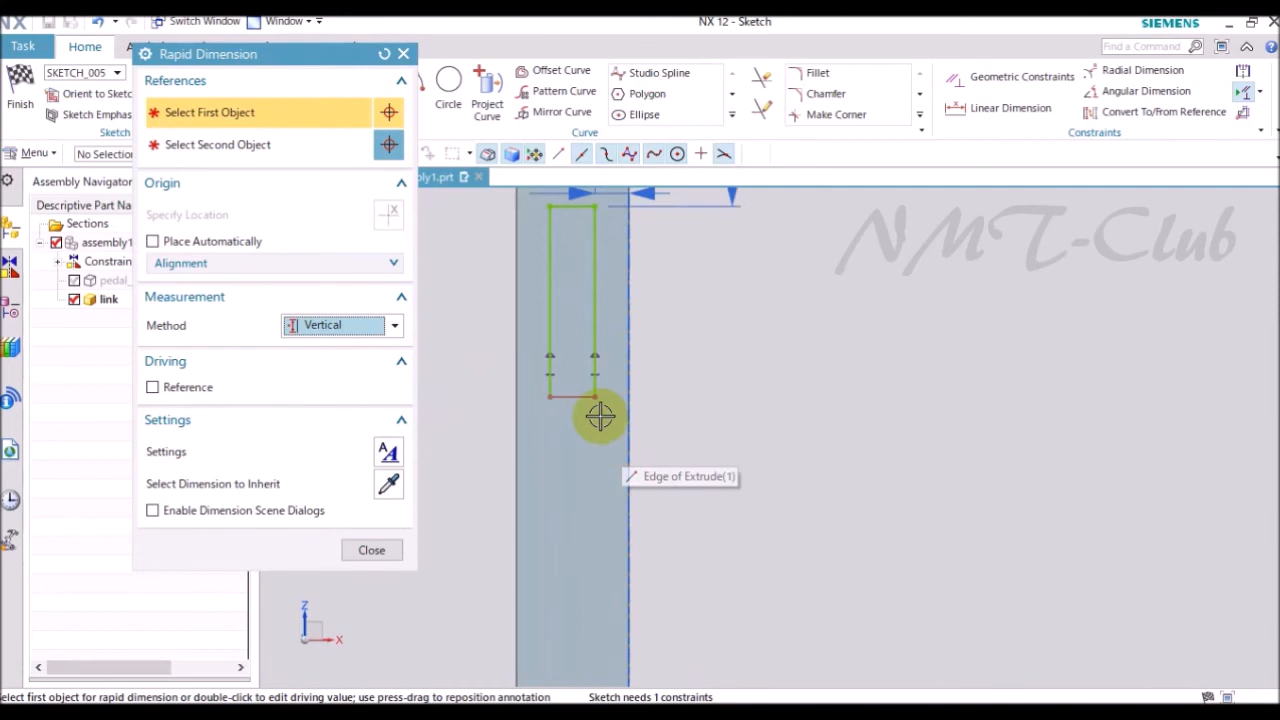 NX
Switch Window
Window
NX 12 - Sketch
SIEMENS
Task
Home
Find a Command
Rapid Dimension
References
Select First Object
Select Second Object
Origin
Specify Location
Place Automatically
Alignment
Measurement
Method
Vertical
Driving
Reference
Settings
Settings
Select Dimension to Inherit
Enable Dimension Scene Dialogs
Close
Finish
SKETCH_005
Orient to Sketc
Sketch Emphas
Sketch
Circle
Project
Curve
Offset Curve
Pattern Curve
Mirror Curve
Studio Spline
Polygon
Ellipse
Curve
Fillet
Chamfer
Make Corner
Geometric Constraints
Linear Dimension
Radial Dimension
Angular Dimension
Convert To/From Reference
Constraints
Menu
No Selection
bly1.prt
Assembly Navigator
Descriptive Part Na
Sections
assembly1
Constrain
pedal_
link
NMT-Club
Edge of Extrude(1)
Z
X
elect first object for rapid dimension or double-click to edit driving value; use press-drag to reposition annotation
Sketch needs 1 constraints